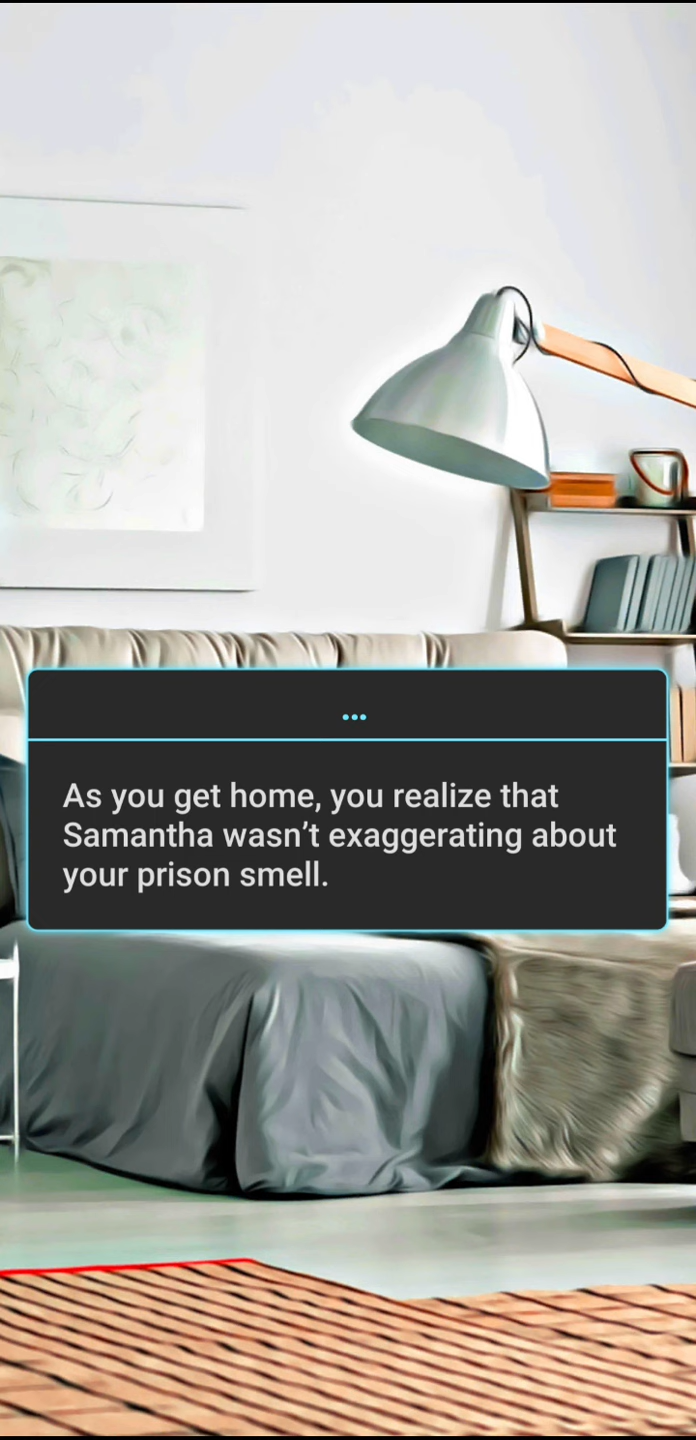 ...
As you get home, you realize that
Samantha wasn’t exaggerating about
your prison smell.